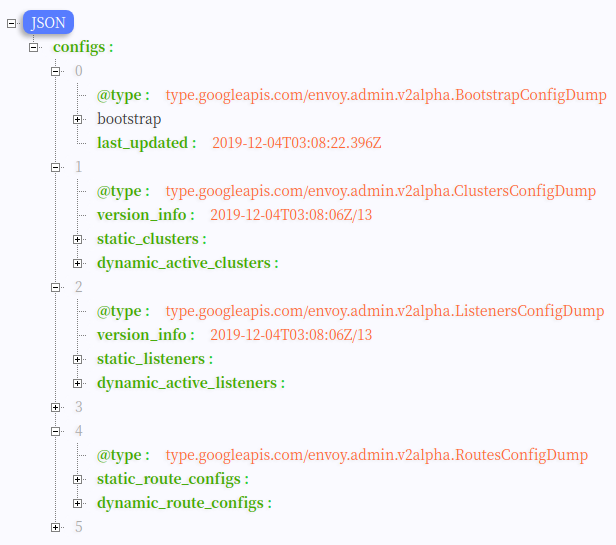 JSON
configs :
0
@type : type.googleapis.com/envoy.admin.v2alpha.BootstrapConfigDump
bootstrap
last_updated : 2019-12-04T03:08:22.396Z
1
@type : type.googleapis.com/envoy.admin.v2alpha.ClustersConfigDump
version_info : 2019-12-04T03:08:06Z/13
static_clusters :
dynamic_active_clusters :
2
@type : type.googleapis.com/envoy.admin.v2alpha.ListenersConfigDump
version_info : 2019-12-04T03:08:06Z/13
static_listeners :
dynamic_active_listeners :
3
4
@type : type.googleapis.com/envoy.admin.v2alpha.RoutesConfigDump
static_route_configs :
dynamic_route_configs :
5